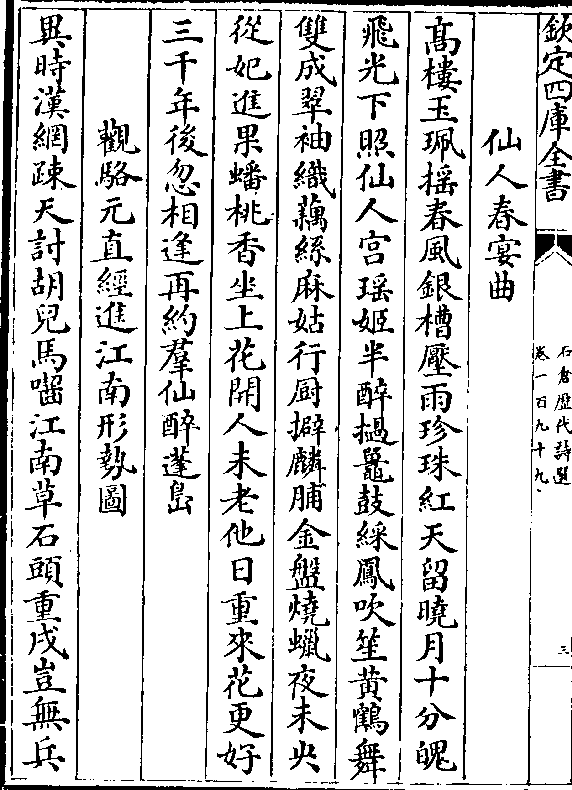 欽定四庫全書
石倉歷代詩選
卷一百九十九
三
仙人春宴曲
髙樓玉珮揺春風銀槽壓雨珍珠紅天留曉月十分魄
飛光下照仙人宫瑶姬半醉撾鼉鼓綵鳳吹笙黄鶴舞
雙成翠袖織藕絲麻姑行厨擗麟脯金盤燒蠟夜未央
從妃進果蟠桃香坐上花開人未老他日重來花更好
三千年後忽相逢再約羣仙醉蓬島
觀駱元直經進江南形勢圖
異時漢網疎天討胡兒馬嚙江南草石頭重戍豈無兵